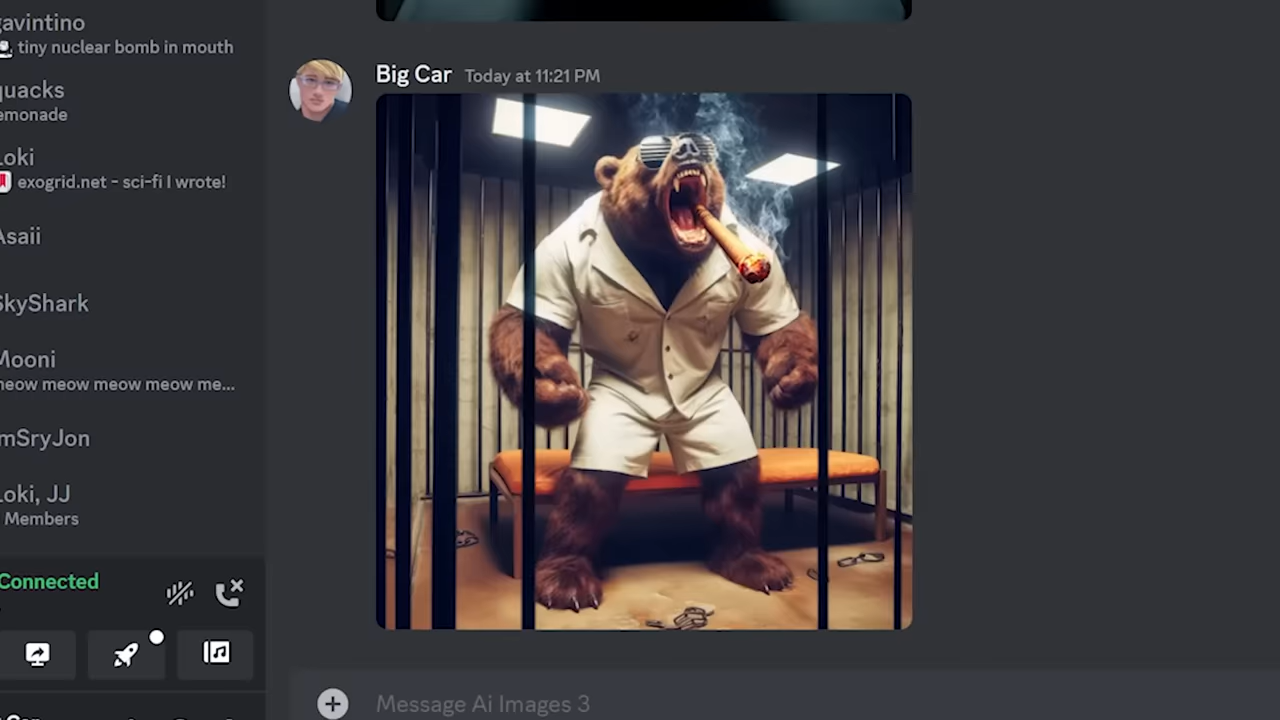 gavintino
tiny nuclear bomb in mouth
quacks
emonade
Loki
exogrid.net - sci-fi I wrote!
Asaii
SkyShark
Mooni
meow meow meow meow me...
mSryJon
Loki, JJ
Members
Connected
Big Car Today at 11:21 PM
Message Ai Images 3